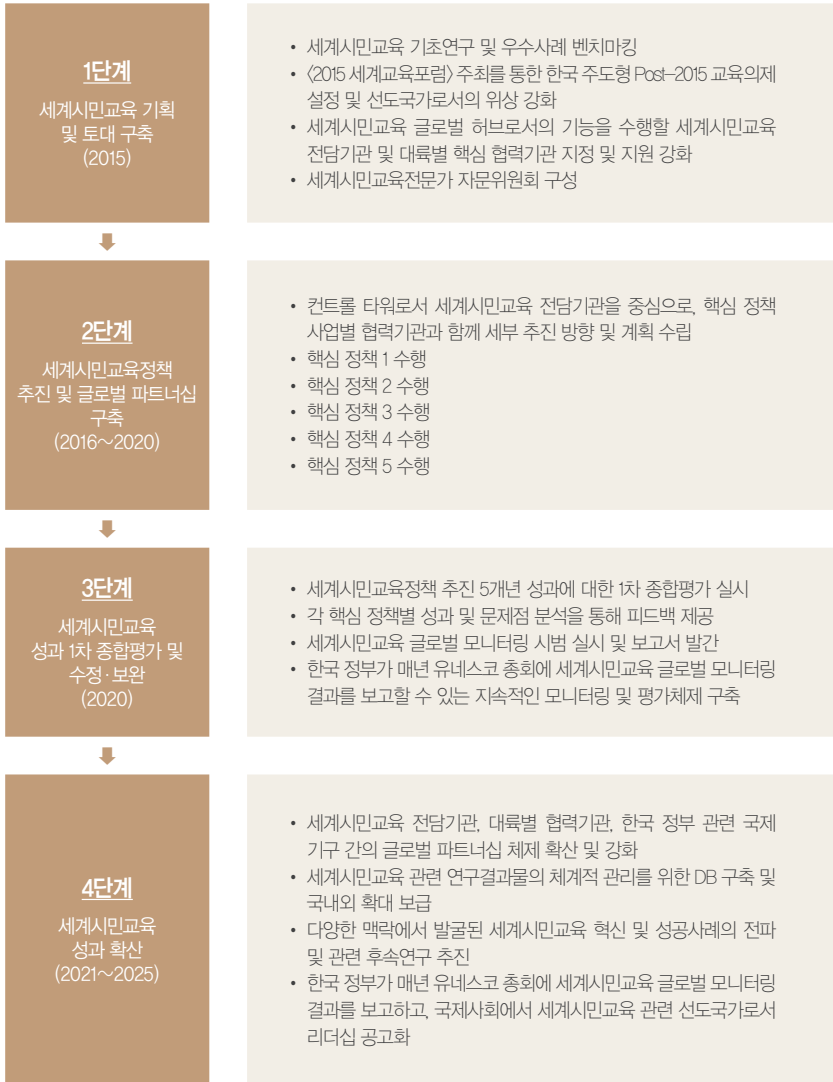 1단계
세계시민교육 기획
및 토대 구축
(2015)
• 세계시민교육 기초연구 및 우수사례 벤치마킹
• 〈2015 세계교육포럼〉 주최를 통한 한국 주도형 Post-2015 교육의제
설정 및 선도국가로서의 위상 강화
• 세계시민교육 글로벌 허브로서의 기능을 수행할 세계시민교육
전담기관 및 대륙별 핵심 협력기관 지정 및 지원 강화
• 세계시민교육전문가 자문위원회 구성
2단계
세계시민교육정책
추진 및 글로벌 파트너십
구축
(2016~2020)
• 컨트롤 타워로서 세계시민교육 전담기관을 중심으로, 핵심 정책
사업별 협력기관과 함께 세부 추진 방향 및 계획 수립
• 핵심 정책 1 수행
• 핵심 정책 2 수행
• 핵심 정책 3 수행
• 핵심 정책 4 수행
• 핵심 정책 5 수행
3단계
세계시민교육
성과 1차 종합평가 및
수정·보완
(2020)
• 세계시민교육정책 추진 5개년 성과에 대한 1차 종합평가 실시
• 각 핵심 정책별 성과 및 문제점 분석을 통해 피드백 제공
• 세계시민교육 글로벌 모니터링 시범 실시 및 보고서 발간
• 한국 정부가 매년 유네스코 총회에 세계시민교육 글로벌 모니터링
결과를 보고할 수 있는 지속적인 모니터링 및 평가체제 구축
4단계
세계시민교육
성과 확산
(2021~2025)
• 세계시민교육 전담기관, 대륙별 협력기관, 한국 정부 관련 국제
기구 간의 글로벌 파트너십 체제 확산 및 강화
• 세계시민교육 관련 연구결과물의 체계적 관리를 위한 DB 구축 및
국내외 확대 보급
• 다양한 맥락에서 발굴된 세계시민교육 혁신 및 성공사례의 전파
및 관련 후속연구 추진
• 한국 정부가 매년 유네스코 총회에 세계시민교육 글로벌 모니터링
결과를 보고하고, 국제사회에서 세계시민교육 관련 선도국가로서
리더십 공고화